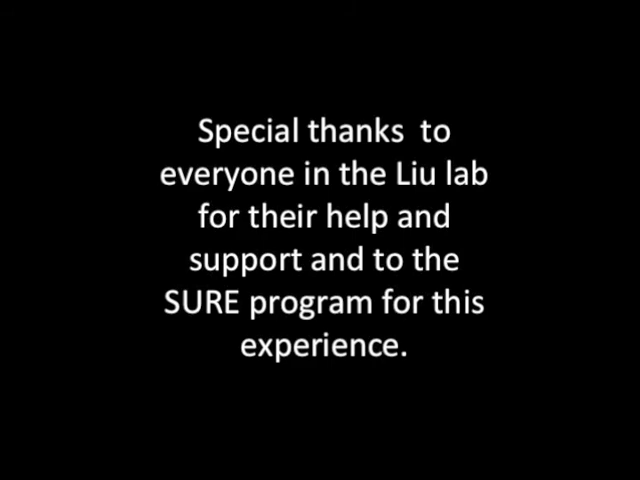 Special thanks  to
everyone in the Liu lab
for their help and
support and to the
SURE program for this
experience.